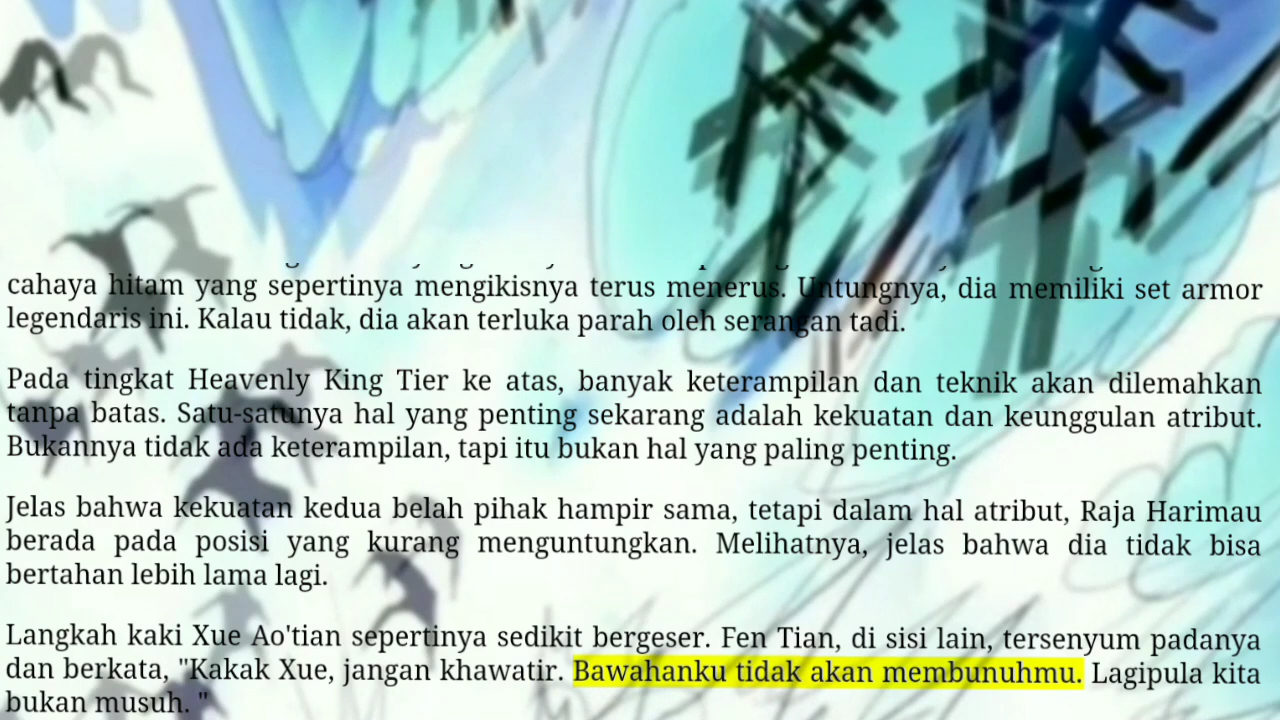 cahaya hitam yang sepertinya mengikisnya terus menerus. Untungnya, dia memiliki set armor
legendaris ini. Kalau tidak, dia akan terluka parah oleh serangan tadi.
Pada tingkat Heavenly King Tier ke atas, banyak keterampilan dan teknik akan dilemahkan
tanpa batas. Satu-satunya hal yang penting sekarang adalah kekuatan dan keunggulan atribut.
Bukannya tidak ada keterampilan, tapi itu bukan hal yang paling penting.
Jelas bahwa kekuatan kedua belah pihak hampir sama, tetapi dalam hal atribut, Raja Harimau
berada pada posisi yang kurang menguntungkan. Melihatnya, jelas bahwa dia tidak bisa
bertahan lebih lama lagi.
Langkah kaki Xue Ao'tian sepertinya sedikit bergeser. Fen Tian, di sisi lain, tersenyum padanya
dan berkata, "Kakak Xue, jangan khawatir. Bawahanku tidak akan membunuhmu. Lagipula kita
bukan musuh. "